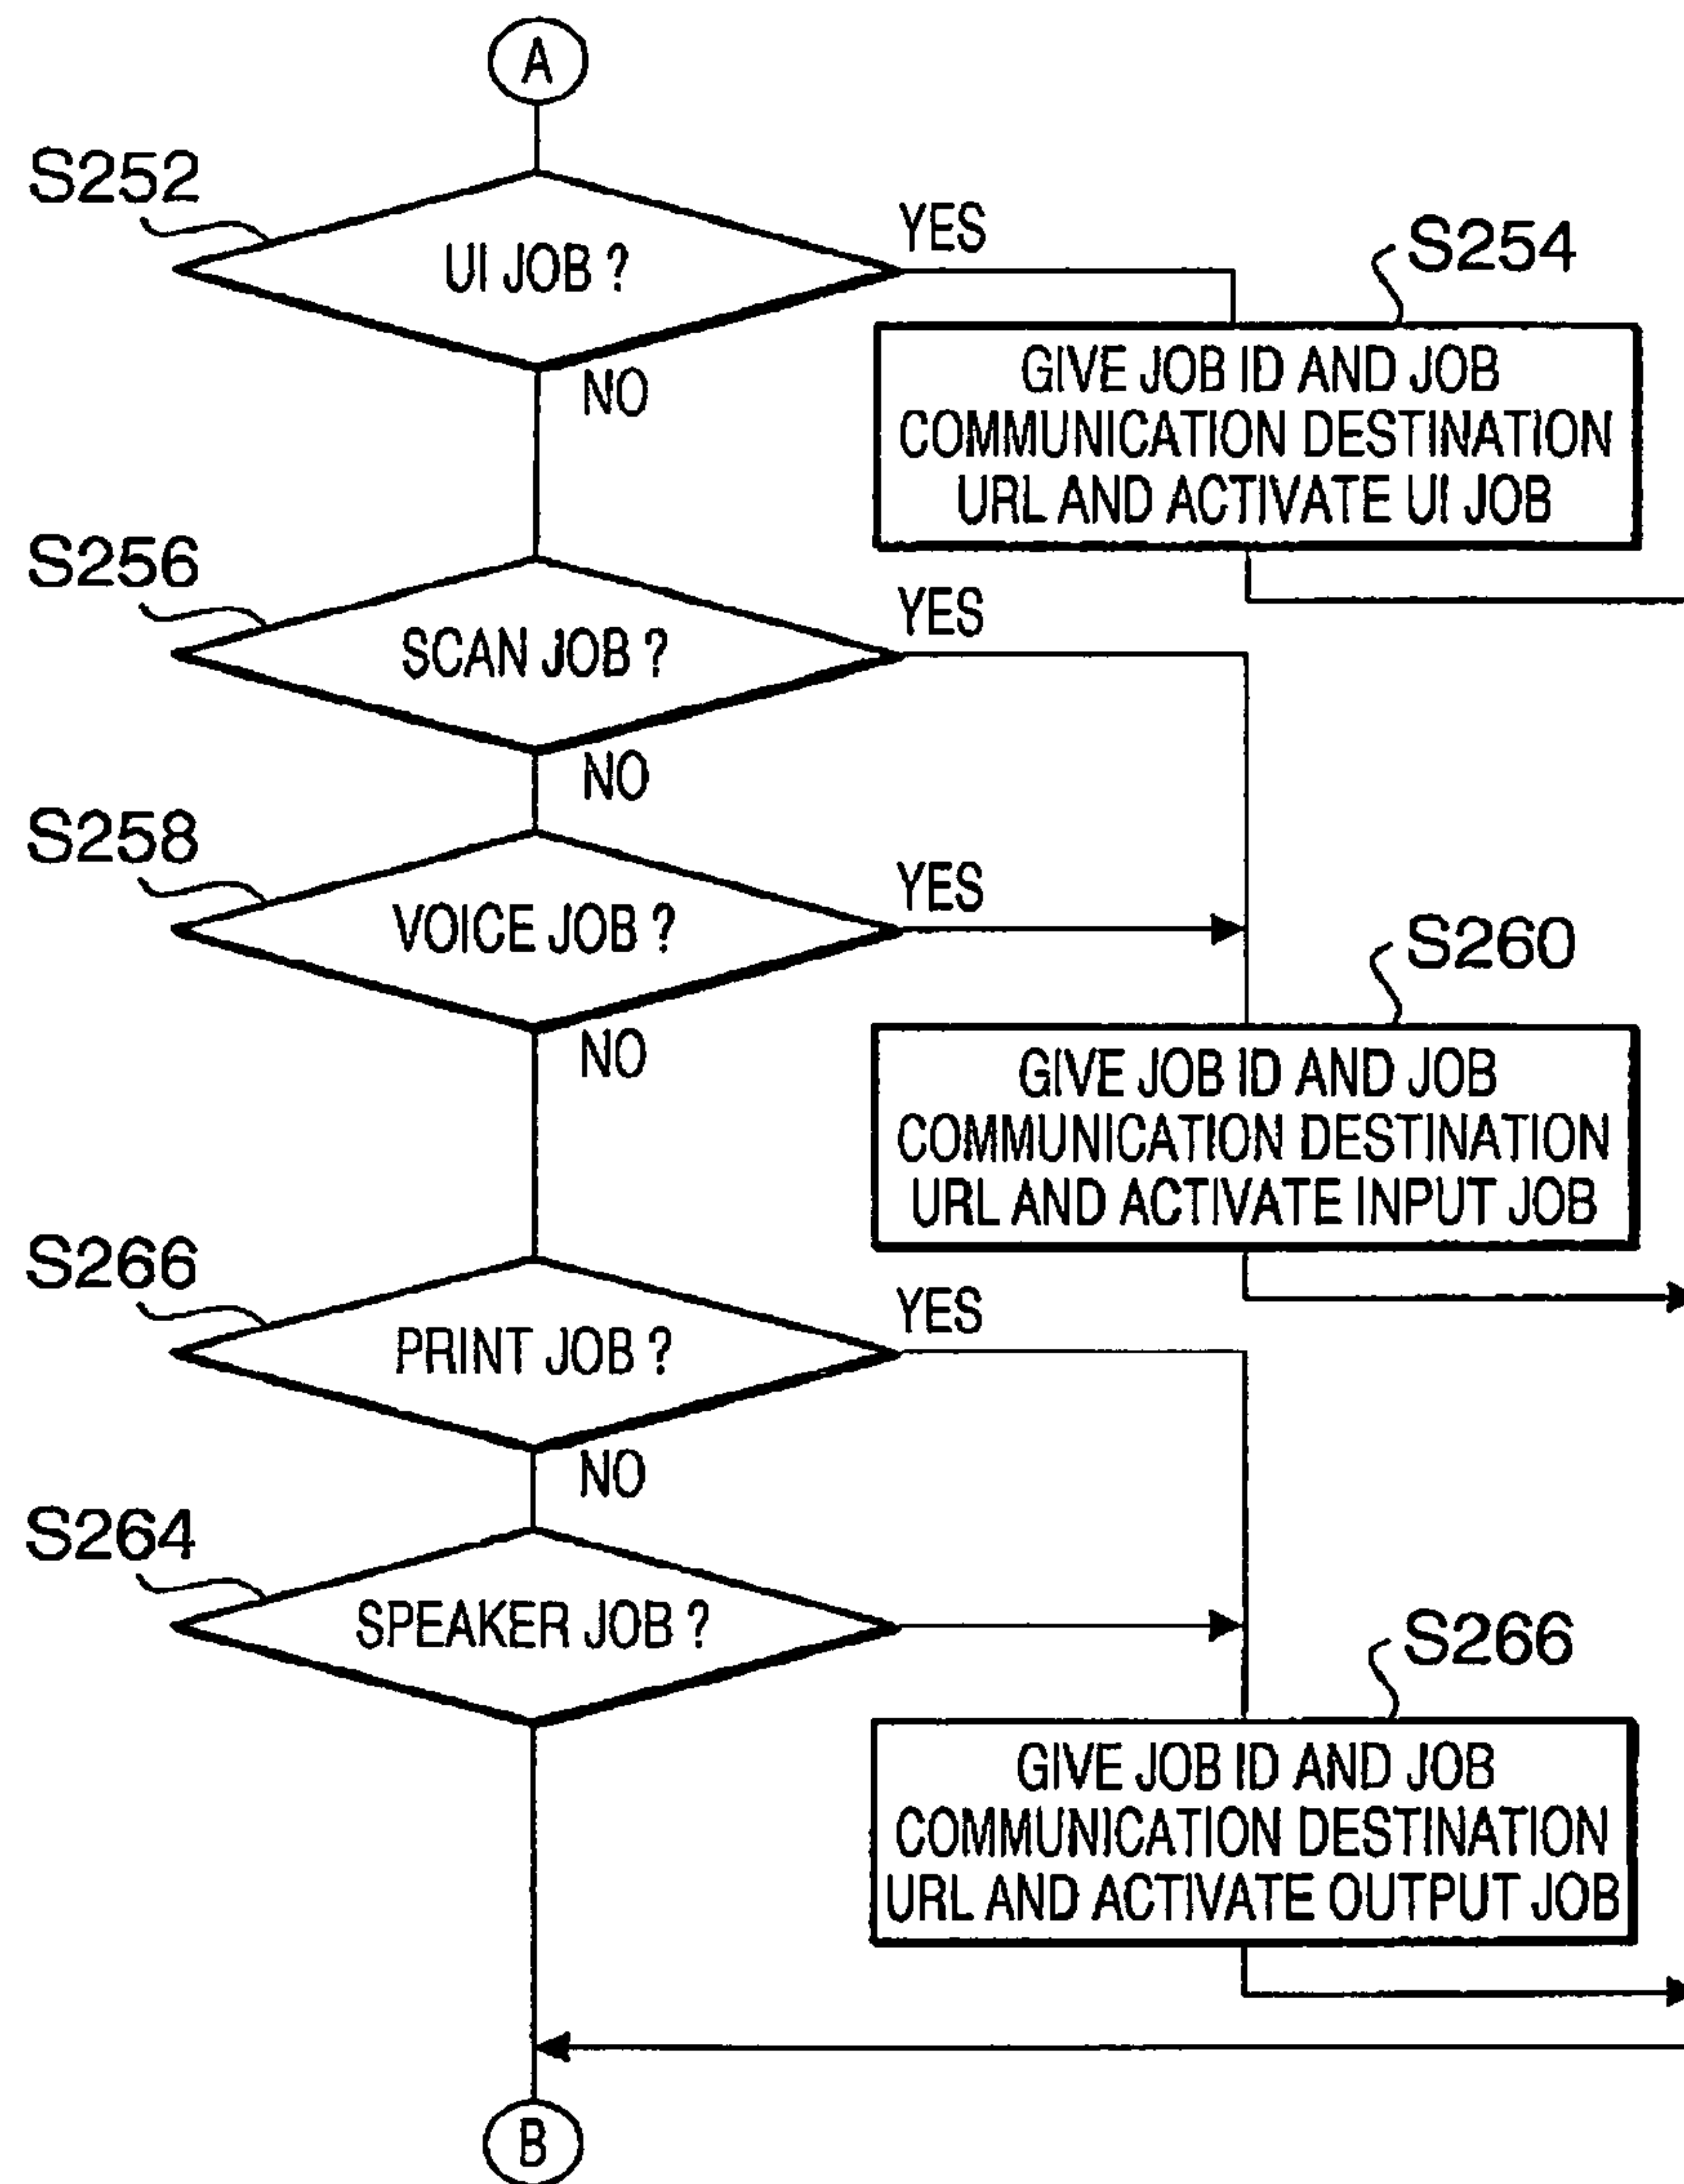 A
S252
UI JOB ?
YES
NO
S254
GIVE JOB ID AND JOB
COMMUNICATION DESTINATION
URL AND ACTIVATE UI JOB
S256
SCAN JOB ?
YES
NO
S258
VOICE JOB ?
YES
NO
S260
GIVE JOB ID AND JOB
COMMUNICATION DESTINATION
URL AND ACTIVATE INPUT JOB
S266
PRINT JOB ?
YES
NO
S264
SPEAKER JOB ?
S266
GIVE JOB ID AND JOB
COMMUNICATION DESTINATION
URL AND ACTIVATE OUTPUT JOB
B